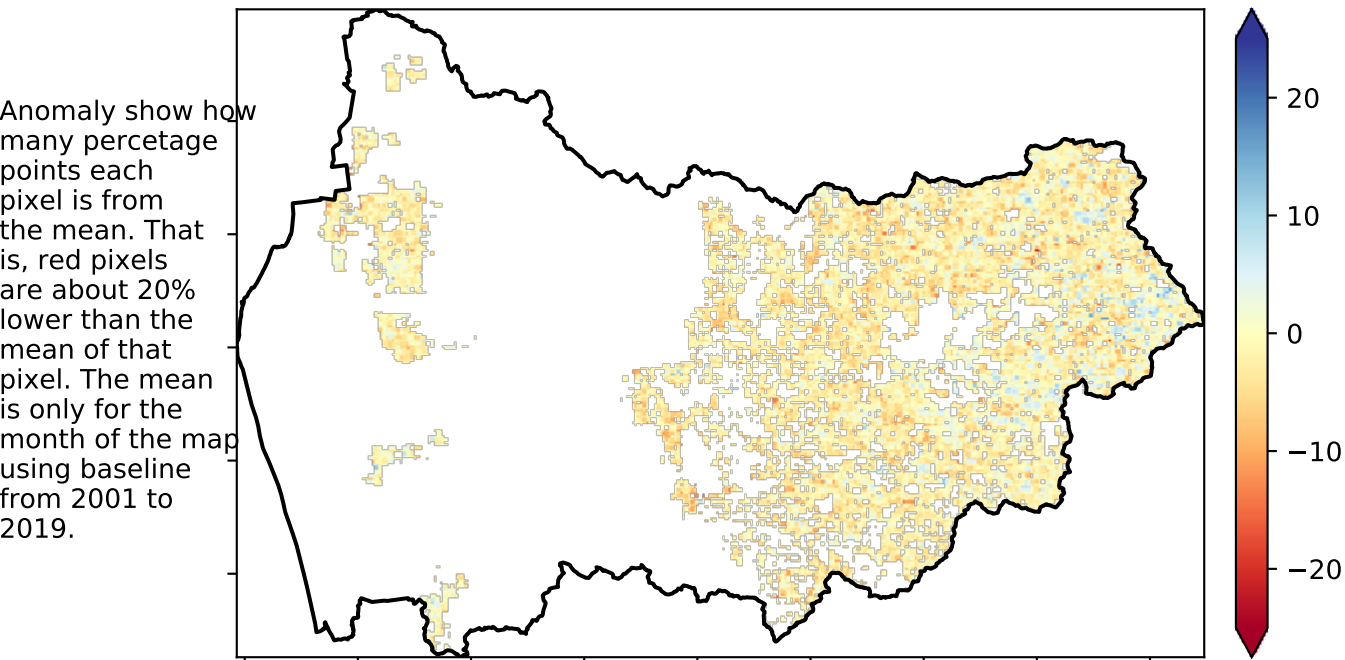 Anomaly show how
many percetage
points each
pixel is from
the mean. That
is, red pixels
are about 20%
lower than the
mean of that
pixel. The mean
is only for the
month of the map
using baseline
from 2001 to
2019.
20
10
0
−10
−20